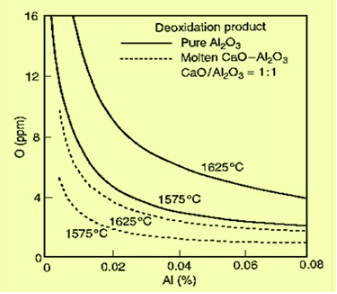 16
Deoxidation product
Pure Al₂O₃
Molten CaO–Al₂O₃
CaO/Al₂O₃ = 1:1
12
O (ppm)
8
1625°C
4
1575°C
1625°C
1575°C
0
0 0.02 0.04 0.06 0.08
Al (%)